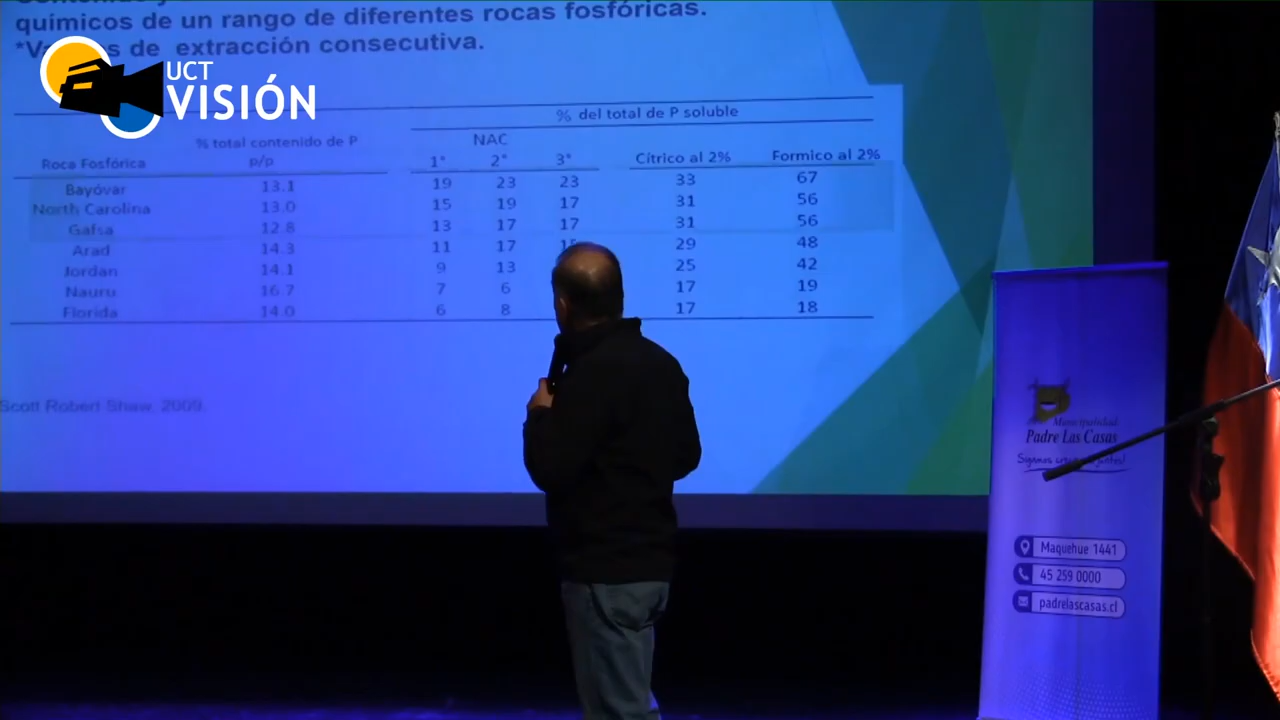 químicos de un rango de diferentes rocas fosfóricas.
de extracción consecutiva.
UCT
VISIÓN
% del total de P soluble
% total contenido de P
NAC
Roca Fosfórica p/p 1° 2° 3° Cítrico al 2% Formico al 2%
Bayóvar 13.1 19 23 23 33 67
North Carolina 13.0 15 19 17 31 56
Gafsa 12.8 13 17 17 31 56
Arad 14.3 11 17 29 48
Jordan 14.1 9 13 25 42
Nauru 16.7 7 6 17 19
Florida 14.0 6 8 17 18
Scott Robert Shaw, 2009.
Municipalidad
Padre Las Casas
Maquehue 1441
45 259 0000
padrelascasas.cl